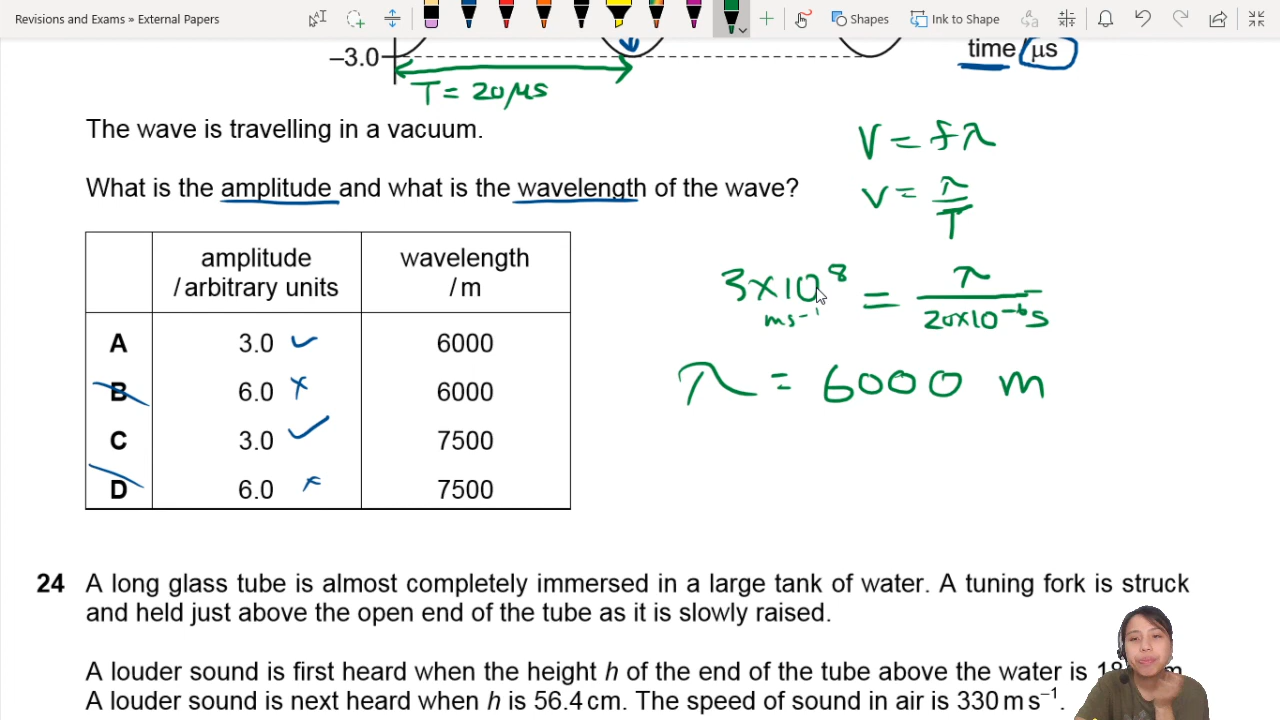 Revisions and Exams » External Papers
Shapes
Ink to Shape
–3.0
time / μs
T = 20 μs
The wave is travelling in a vacuum.
What is the amplitude and what is the wavelength of the wave?
v = fλ
v = λ/T
3×10⁸ ms⁻¹ = λ / 20×10⁻⁶ s
λ = 6000 m
amplitude / arbitrary units wavelength / m
A 3.0 ✓ 6000
B 6.0 x 6000
C 3.0 ✓ 7500
D 6.0 x 7500
24 A long glass tube is almost completely immersed in a large tank of water. A tuning fork is struck
and held just above the open end of the tube as it is slowly raised.
A louder sound is first heard when the height h of the end of the tube above the water is
A louder sound is next heard when h is 56.4 cm. The speed of sound in air is 330 m s⁻¹.